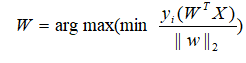 W = arg max(min y_i(W^T X) / ‖ w ‖_2)